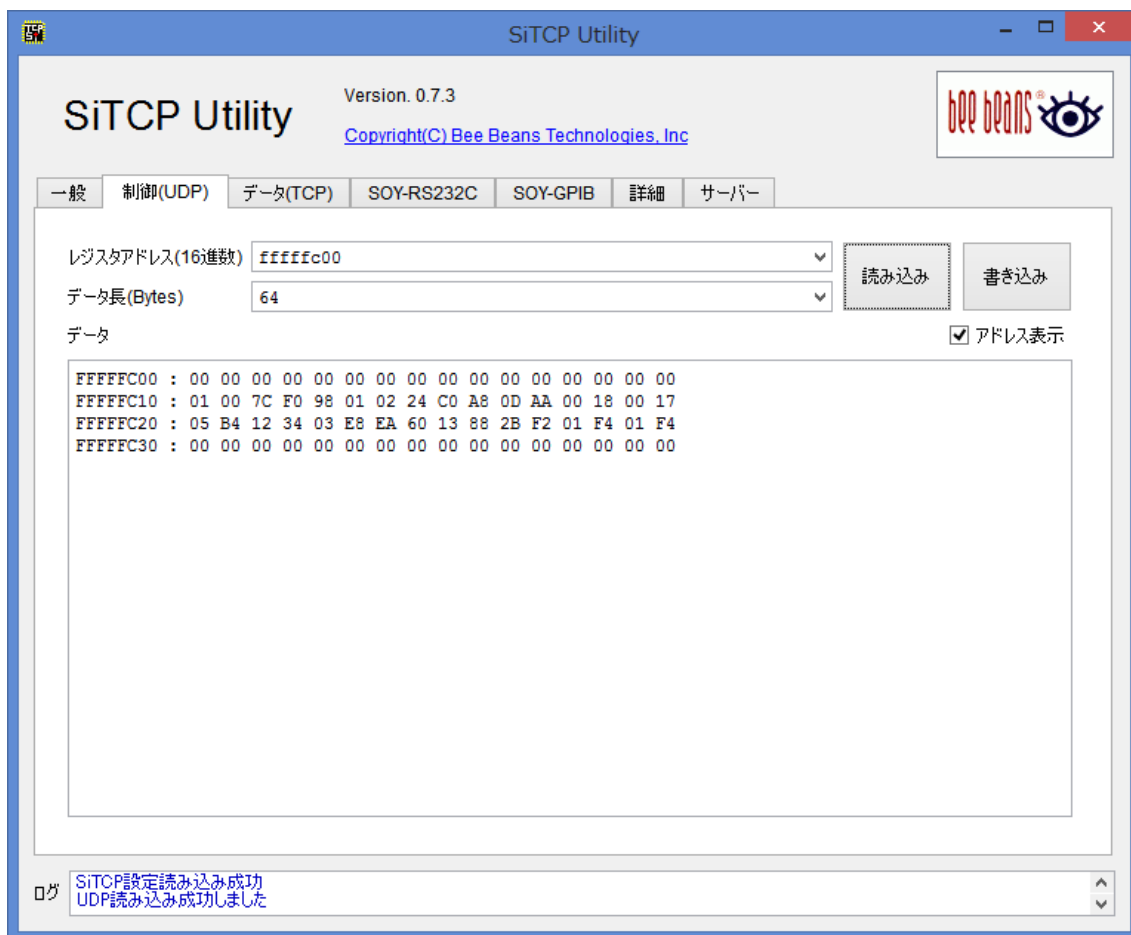 SiTCP Utility
SiTCP Utility
Version. 0.7.3
Copyright(C) Bee Beans Technologies, Inc
bee beans®
一般 制御(UDP) データ(TCP) SOY-RS232C SOY-GPIB 詳細 サーバー
レジスタアドレス(16進数) fffffc00
読み込み 書き込み
データ長(Bytes) 64
データ
アドレス表示
FFFFFC00 : 00 00 00 00 00 00 00 00 00 00 00 00 00 00 00 00
FFFFFC10 : 01 00 7C F0 98 01 02 24 C0 A8 0D AA 00 18 00 17
FFFFFC20 : 05 B4 12 34 03 E8 EA 60 13 88 2B F2 01 F4 01 F4
FFFFFC30 : 00 00 00 00 00 00 00 00 00 00 00 00 00 00 00 00
ログ
SiTCP設定読み込み成功
UDP読み込み成功しました